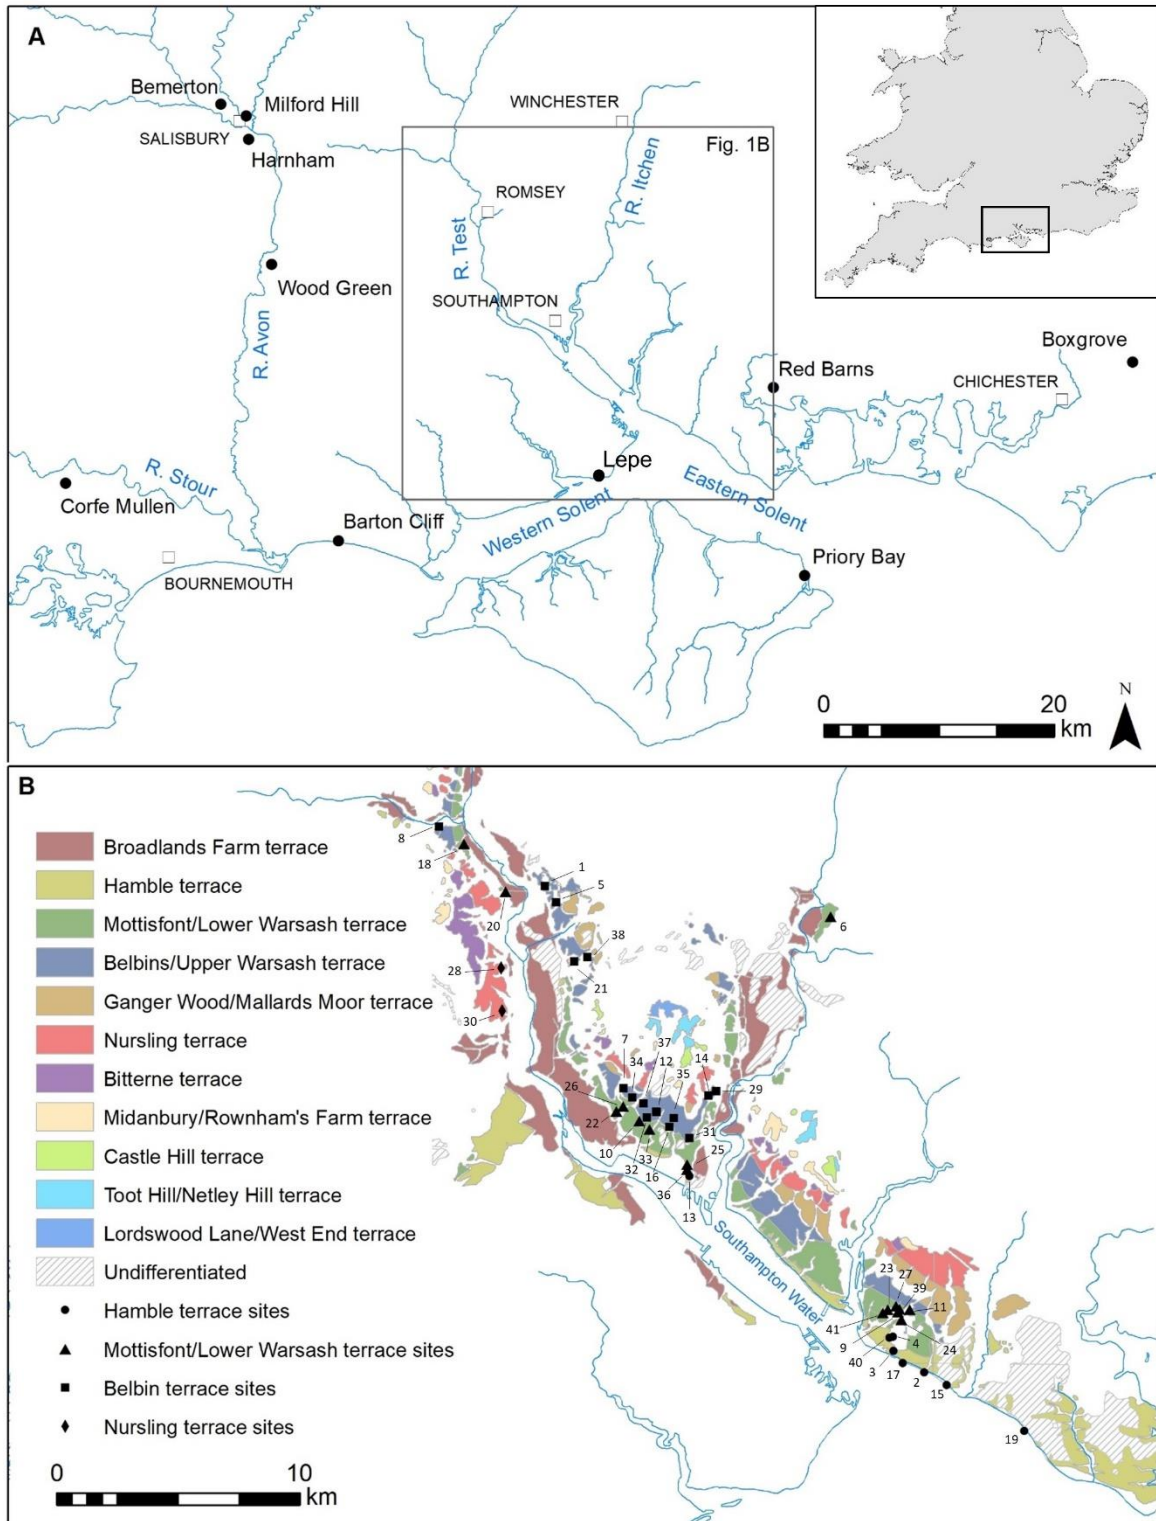 A
Bemerton
Milford Hill
WINCHESTER
SALISBURY
Harnham
Fig. 1B
R. Itchen
ROMSEY
R. Test
Wood Green
SOUTHAMPTON
R. Avon
Boxgrove
Red Barns
CHICHESTER
Lepe
R. Stour
Corfe Mullen
Eastern Solent
Western Solent
Barton Cliff
Priory Bay
BOURNEMOUTH
N
0 20
km
B
Broadlands Farm terrace
Hamble terrace
Mottisfont/Lower Warsash terrace
Belbins/Upper Warsash terrace
Ganger Wood/Mallards Moor terrace
Nursling terrace
Bitterne terrace
Midanbury/Rownham's Farm terrace
Castle Hill terrace
Toot Hill/Netley Hill terrace
Lordswood Lane/West End terrace
Undifferentiated
Hamble terrace sites
Mottisfont/Lower Warsash terrace sites
Belbin terrace sites
Nursling terrace sites
0 10
km
8
18
1
5
20
6
38
28
21
30
7
37
34
12
14
35
26
29
22
31
10
25
33
32
16
36
13
Southampton Water
23
27
39
11
41
9
4
24
40
3
17
2
15
19